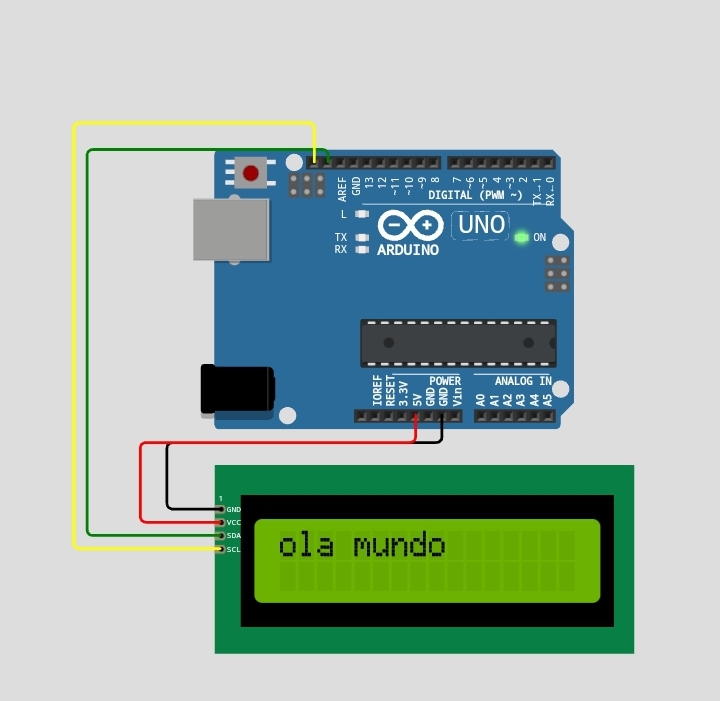 AREF
GND
13
12
~11
~10
~9
8
7
~6
~5
4
~3
2
TX→1
RX←0
DIGITAL (PWM ~)
L
TX
RX
ARDUINO
UNO
ON
IOREF
RESET
3.3V
5V
GND
GND
Vin
POWER
ANALOG IN
A0
A1
A2
A3
A4
A5
1
GND
VCC
SDA
SCL
ola mundo